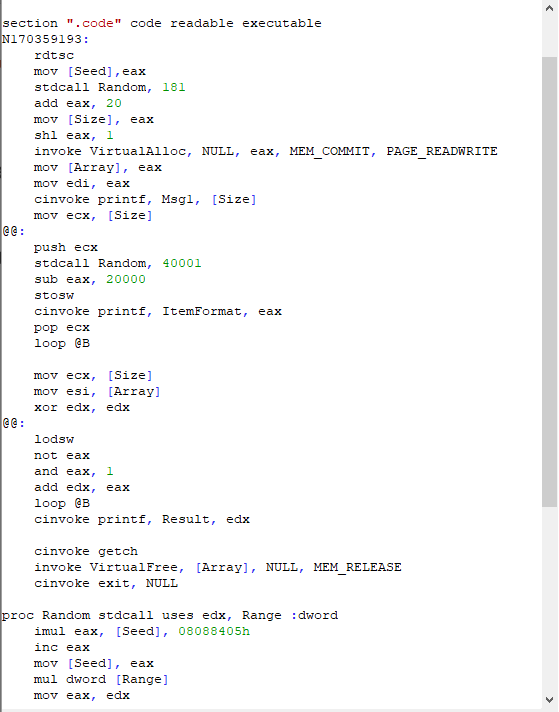 section ".code" code readable executable
N170359193:
    rdtsc
    mov [Seed],eax
    stdcall Random, 181
    add eax, 20
    mov [Size], eax
    shl eax, 1
    invoke VirtualAlloc, NULL, eax, MEM_COMMIT, PAGE_READWRITE
    mov [Array], eax
    mov edi, eax
    cinvoke printf, Msg1, [Size]
    mov ecx, [Size]
@@:
    push ecx
    stdcall Random, 40001
    sub eax, 20000
    stosw
    cinvoke printf, ItemFormat, eax
    pop ecx
    loop @B

    mov ecx, [Size]
    mov esi, [Array]
    xor edx, edx
@@:
    lodsw
    not eax
    and eax, 1
    add edx, eax
    loop @B
    cinvoke printf, Result, edx

    cinvoke getch
    invoke VirtualFree, [Array], NULL, MEM_RELEASE
    cinvoke exit, NULL

proc Random stdcall uses edx, Range :dword
    imul eax, [Seed], 08088405h
    inc eax
    mov [Seed], eax
    mul dword [Range]
    mov eax, edx